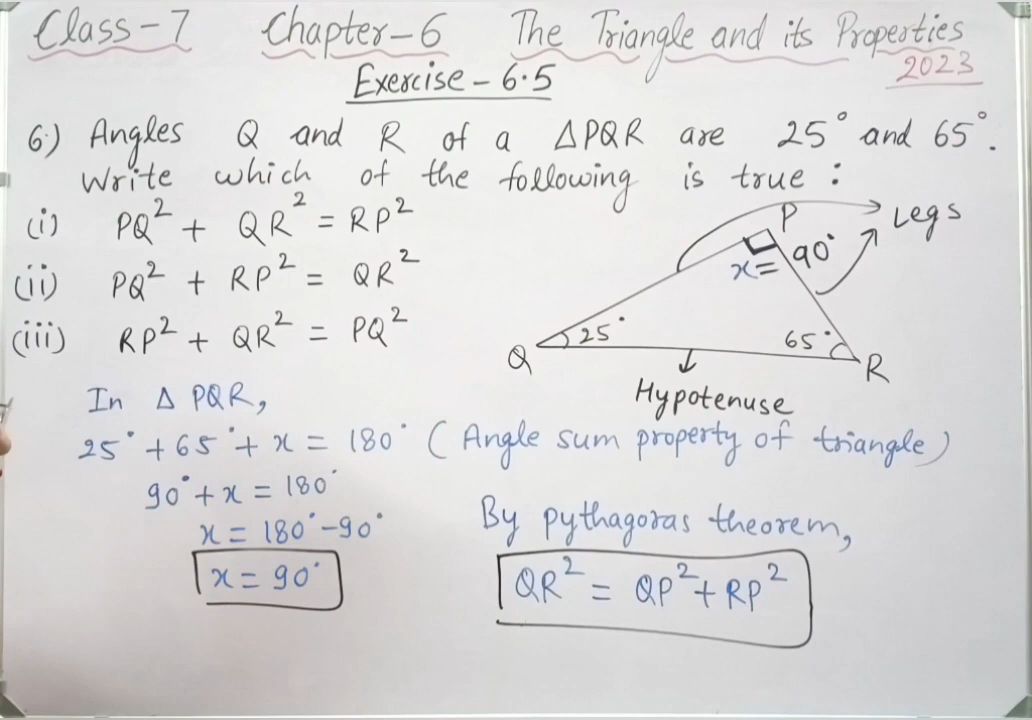 Class-7 Chapter-6 The Triangle and its Properties
2023
Exercise - 6.5
6) Angles Q and R of a △PQR are 25° and 65°.
Write which of the following is true :
(i) PQ² + QR² = RP²
(ii) PQ² + RP² = QR²
(iii) RP² + QR² = PQ²
P
Legs
x = 90°
Q 25° 65° R
Hypotenuse
In △ PQR,
25° + 65° + x = 180° (Angle sum property of triangle)
90° + x = 180°
x = 180° - 90°
x = 90°
By pythagoras theorem,
QR² = QP² + RP²